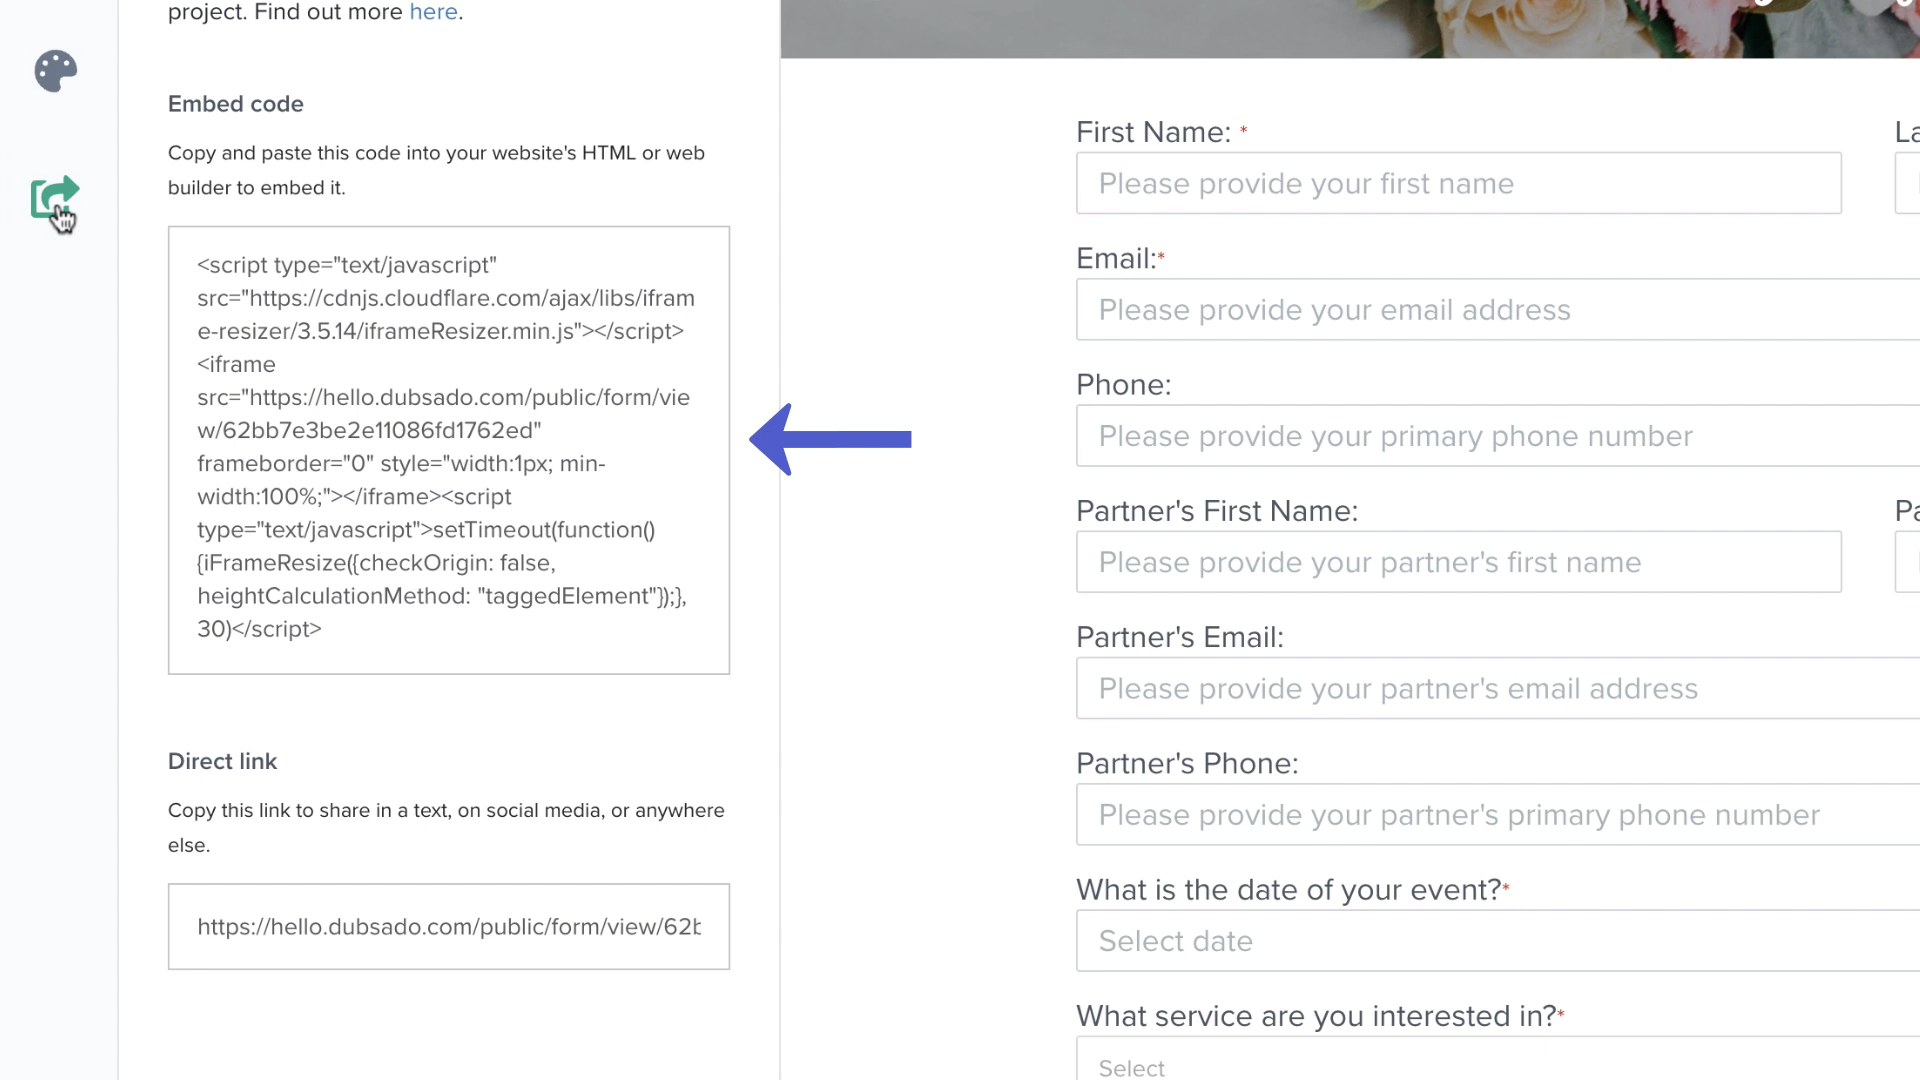 project. Find out more here.
Embed code
Copy and paste this code into your website's HTML or web
builder to embed it.
<script type="text/javascript"
src="https://cdnjs.cloudflare.com/ajax/libs/ifram
e-resizer/3.5.14/iframeResizer.min.js"></script>
<iframe
src="https://hello.dubsado.com/public/form/vie
w/62bb7e3be2e11086fd1762ed"
frameborder="0" style="width:1px; min-
width:100%;"></iframe><script
type="text/javascript">setTimeout(function()
{iFrameResize({checkOrigin: false,
heightCalculationMethod: "taggedElement"});},
30)</script>
Direct link
Copy this link to share in a text, on social media, or anywhere
else.
https://hello.dubsado.com/public/form/view/62b
First Name: *
La
Please provide your first name
Email:*
Please provide your email address
Phone:
Please provide your primary phone number
Partner's First Name:
Pa
Please provide your partner's first name
Partner's Email:
Please provide your partner's email address
Partner's Phone:
Please provide your partner's primary phone number
What is the date of your event?*
Select date
What service are you interested in?*
Select